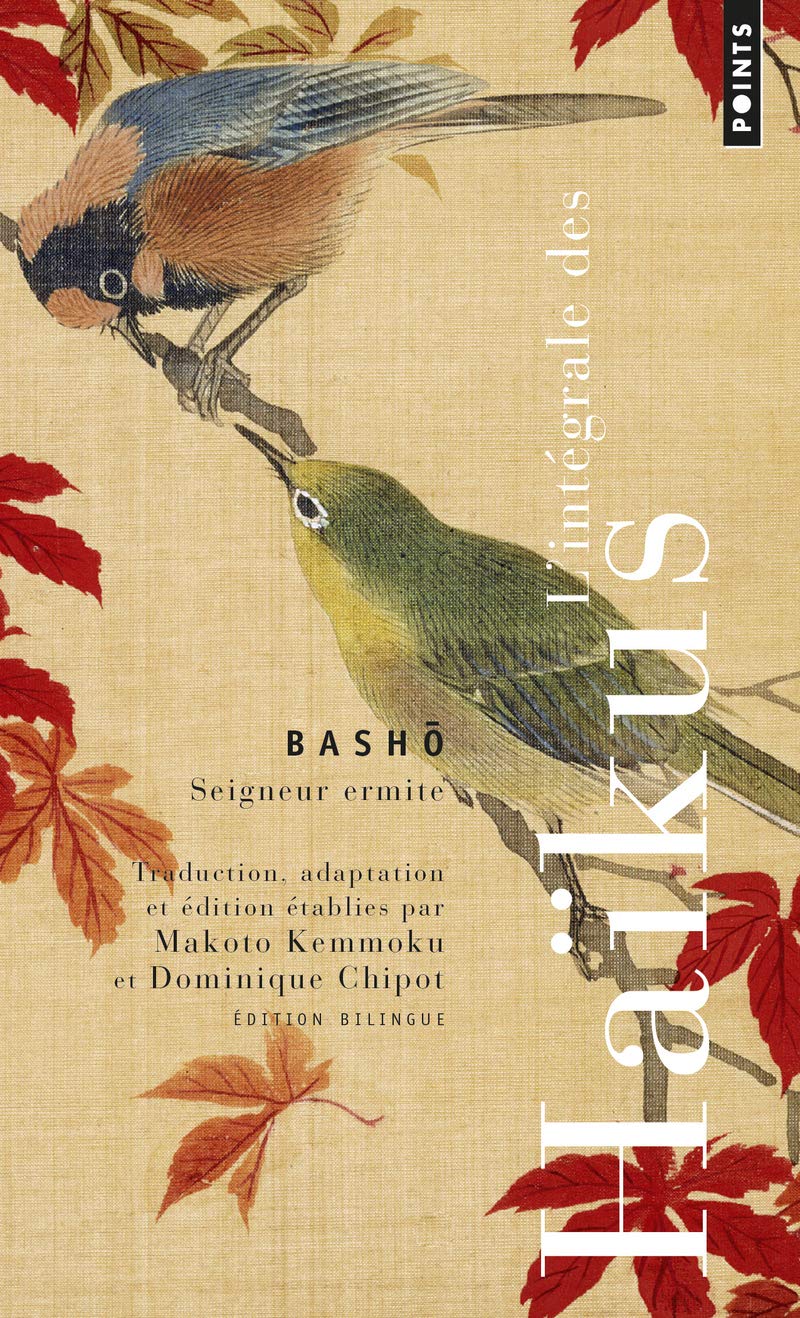 POINTS
L'intégrale des
Haïkus
BASHŌ
Seigneur ermite
Traduction, adaptation
et édition établies par
Makoto Kemmoku
et Dominique Chipot
ÉDITION BILINGUE